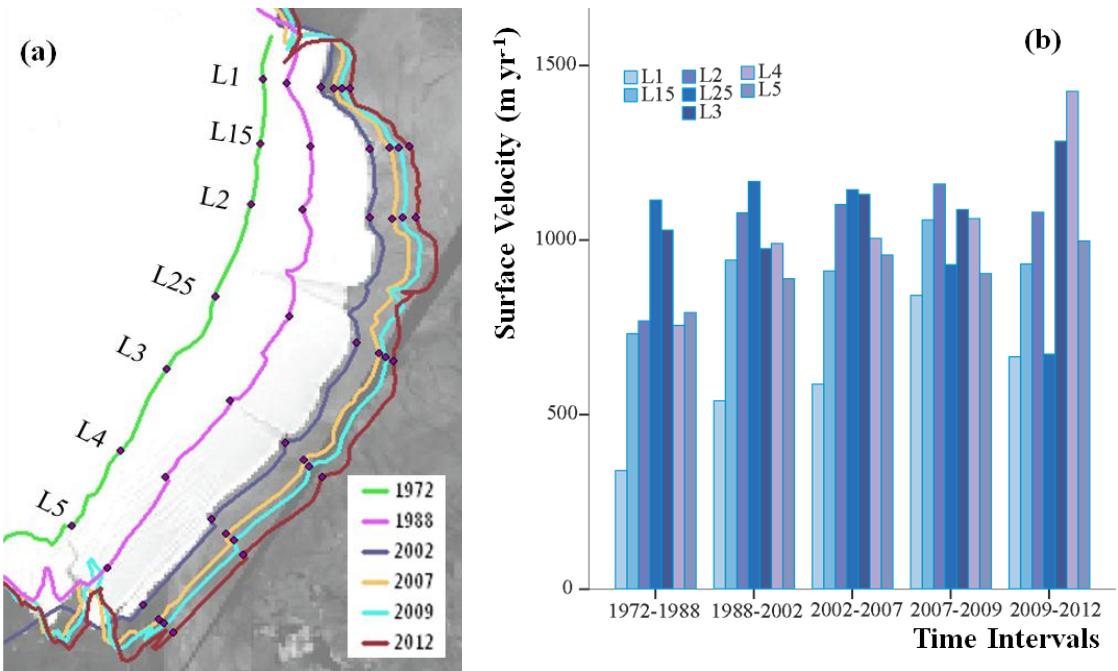 (a)
L1
L15
L2
L25
L3
L4
L5
1972
1988
2002
2007
2009
2012
(b)
Surface Velocity (m yr-1)
1500
1000
500
0
L1 L2 L4
L15 L25 L5
L3
1972-1988 1988-2002 2002-2007 2007-2009 2009-2012
Time Intervals